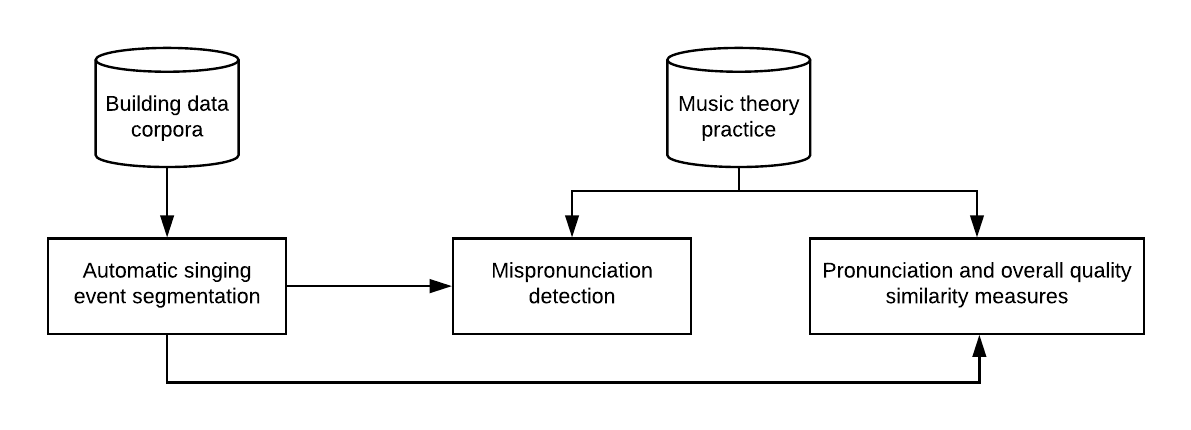 Building data
corpora
Music theory
practice
Automatic singing
event segmentation
Mispronunciation
detection
Pronunciation and overall quality
similarity measures